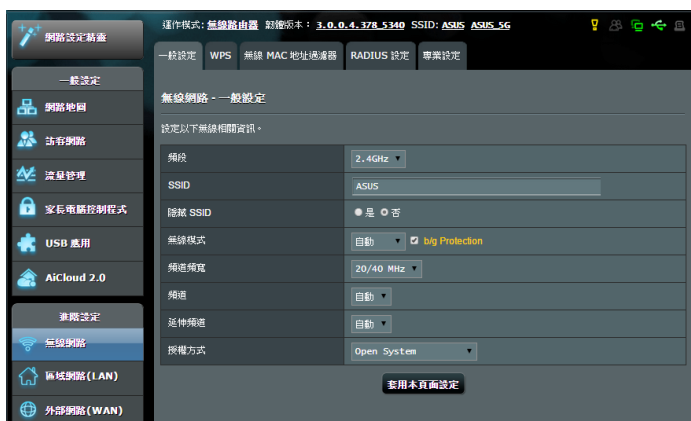 運作模式: 無線路由器 韌體版本： 3.0.0.4.378_5340 SSID: ASUS ASUS_5G
網路設定精靈
一般設定 WPS 無線 MAC 地址過濾器 RADIUS 設定 專業設定
一般設定
網路地圖
訪客網路
流量管理
家長電腦控制程式
USB 應用
AiCloud 2.0
進階設定
無線網路
區域網路(LAN)
外部網路(WAN)
無線網路 - 一般設定
設定以下無線相關資訊。
頻段 2.4GHz
SSID ASUS
隱藏 SSID 是 否
無線模式 自動 b/g Protection
頻道頻寬 20/40 MHz
頻道 自動
延伸頻道 自動
授權方式 Open System
套用本頁面設定